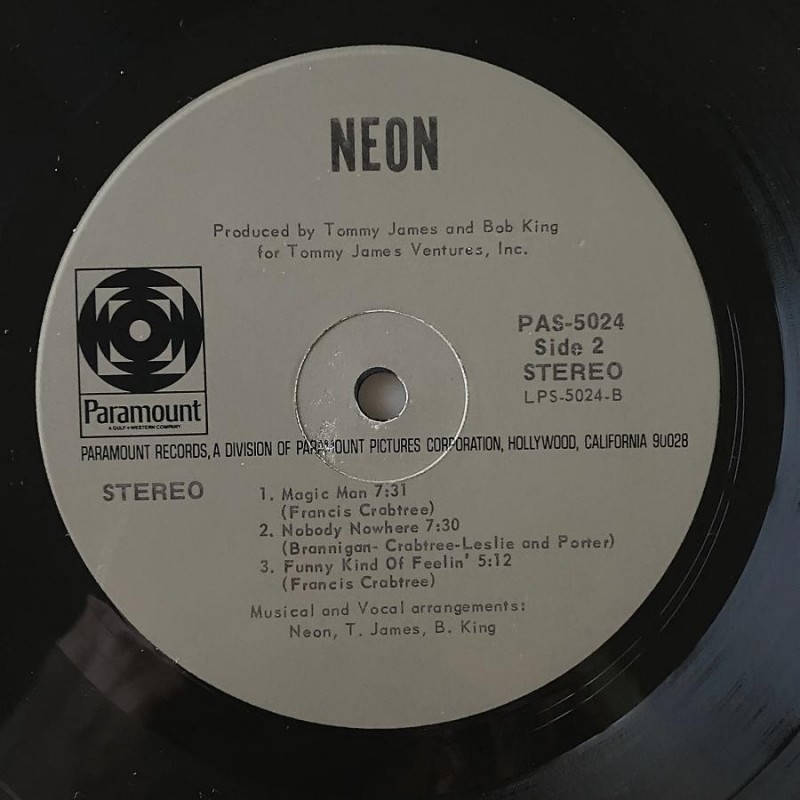 NEON
Produced by Tommy James and Bob King
for Tommy James Ventures, Inc.
PAS-5024
Side 2
STEREO
LPS-5024-B
Paramount
A GULF+WESTERN COMPANY
PARAMOUNT RECORDS, A DIVISION OF PARAMOUNT PICTURES CORPORATION, HOLLYWOOD, CALIFORNIA 90028
STEREO
1. Magic Man 7:31
(Francis Crabtree)
2. Nobody Nowhere 7:30
(Brannigan- Crabtree-Leslie and Porter)
3. Funny Kind Of Feelin' 5:12
(Francis Crabtree)
Musical and Vocal arrangements:
Neon, T. James, B. King